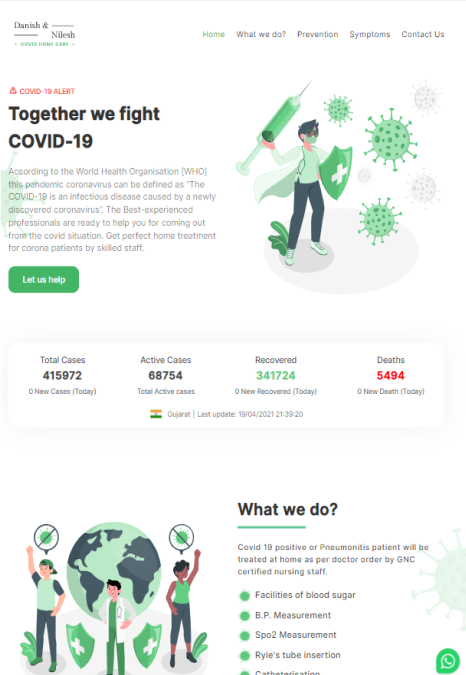 Danish &
Nilesh
• COVID HOME CARE •
Home What we do? Prevention Symptoms Contact Us
COVID-19 ALERT
Together we fight
COVID-19
According to the World Health Organisation [WHO]
this pandemic coronavirus can be defined as "The
COVID-19 is an infectious disease caused by a newly
discovered coronavirus". The Best-experienced
professionals are ready to help you for coming out
from the covid situation. Get perfect home treatment
for corona patients by skilled staff.
Let us help
Total Cases Active Cases Recovered Deaths
415972 68754 341724 5494
0 New Cases (Today) Total Active cases 0 New Recovered (Today) 0 New Death (Today)
Gujarat | Last update: 19/04/2021 21:39:20
What we do?
Covid 19 positive or Pneumonitis patient will be
treated at home as per doctor order by GNC
certified nursing staff.
Facilities of blood sugar
B.P. Measurement
Spo2 Measurement
Ryle's tube insertion
Catheterisation